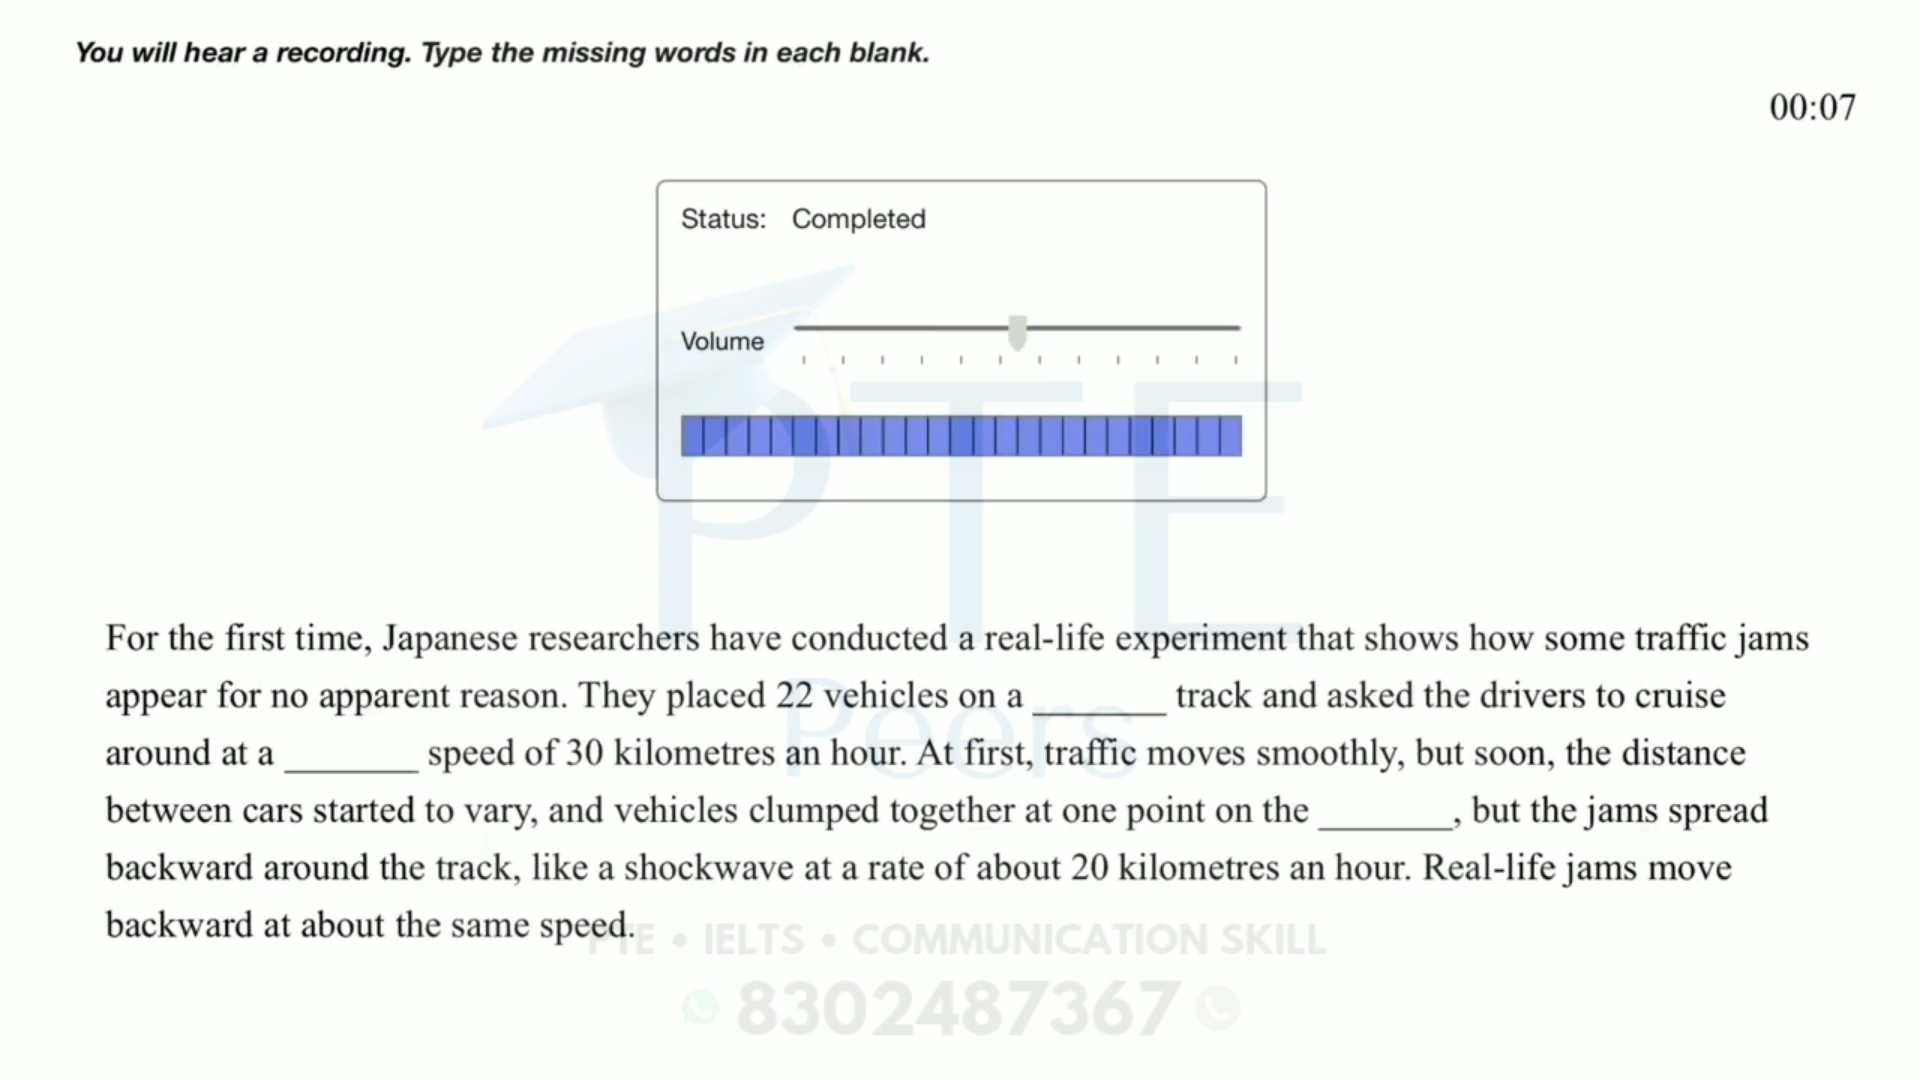 You will hear a recording. Type the missing words in each blank.
00:07
Status: Completed
Volume
PTE
Peers
For the first time, Japanese researchers have conducted a real-life experiment that shows how some traffic jams
appear for no apparent reason. They placed 22 vehicles on a _______ track and asked the drivers to cruise
around at a _______ speed of 30 kilometres an hour. At first, traffic moves smoothly, but soon, the distance
between cars started to vary, and vehicles clumped together at one point on the _______, but the jams spread
backward around the track, like a shockwave at a rate of about 20 kilometres an hour. Real-life jams move
backward at about the same speed.
PTE • IELTS • COMMUNICATION SKILL
8302487367